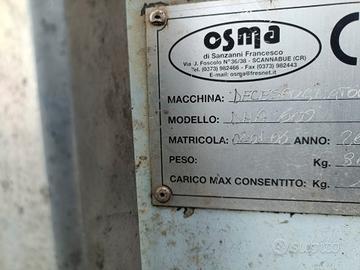 osma
di Sanzanni Francesco
Via J. Foscolo N°36/38 - SCANNABUE (CR)
Tel. (0373) 982466 - Fax (0373) 982443
E-mail: osma@fresnet.it
C
MACCHINA:
MODELLO:
MATRICOLA: ANNO:
PESO: Kg.
CARICO MAX CONSENTITO: Kg.
subito